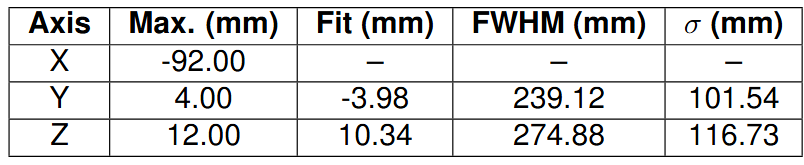 Axis Max. (mm) Fit (mm) FWHM (mm) σ (mm)
X -92.00 – – –
Y 4.00 -3.98 239.12 101.54
Z 12.00 10.34 274.88 116.73